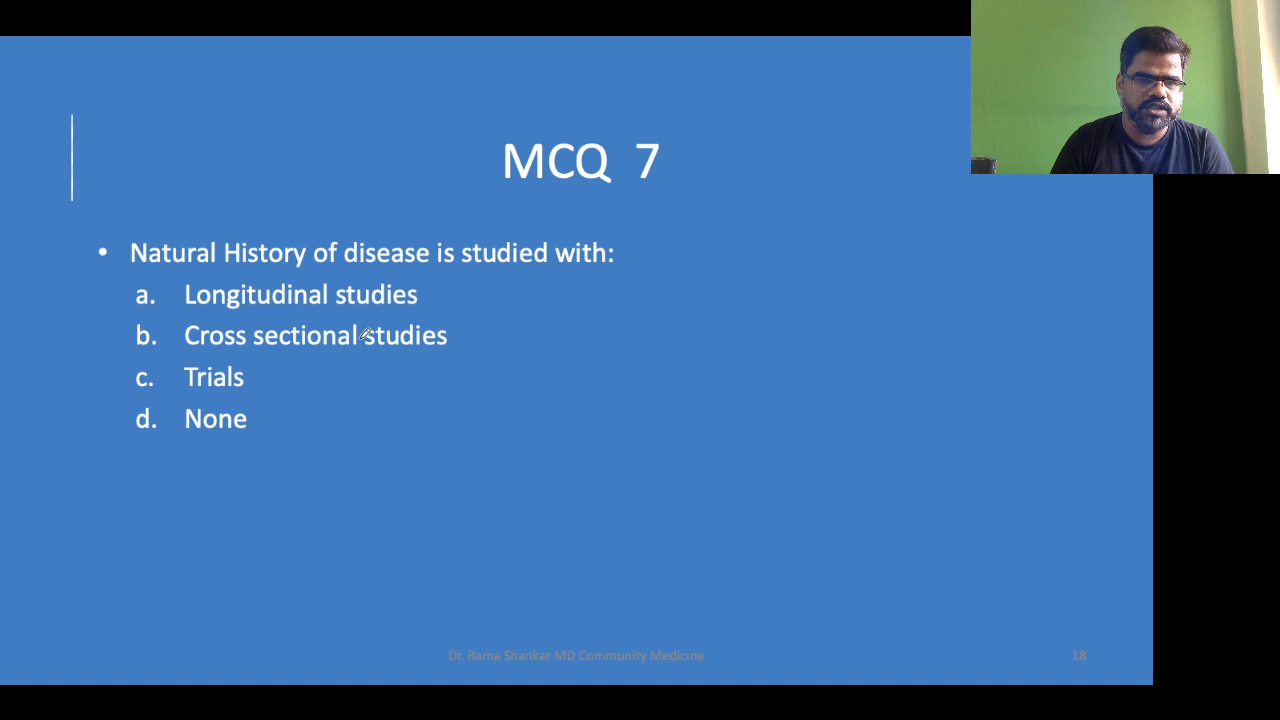 MCQ 7
• Natural History of disease is studied with:
a. Longitudinal studies
b. Cross sectional studies
c. Trials
d. None
Dr. Rama Shankar MD Community Medicine
18